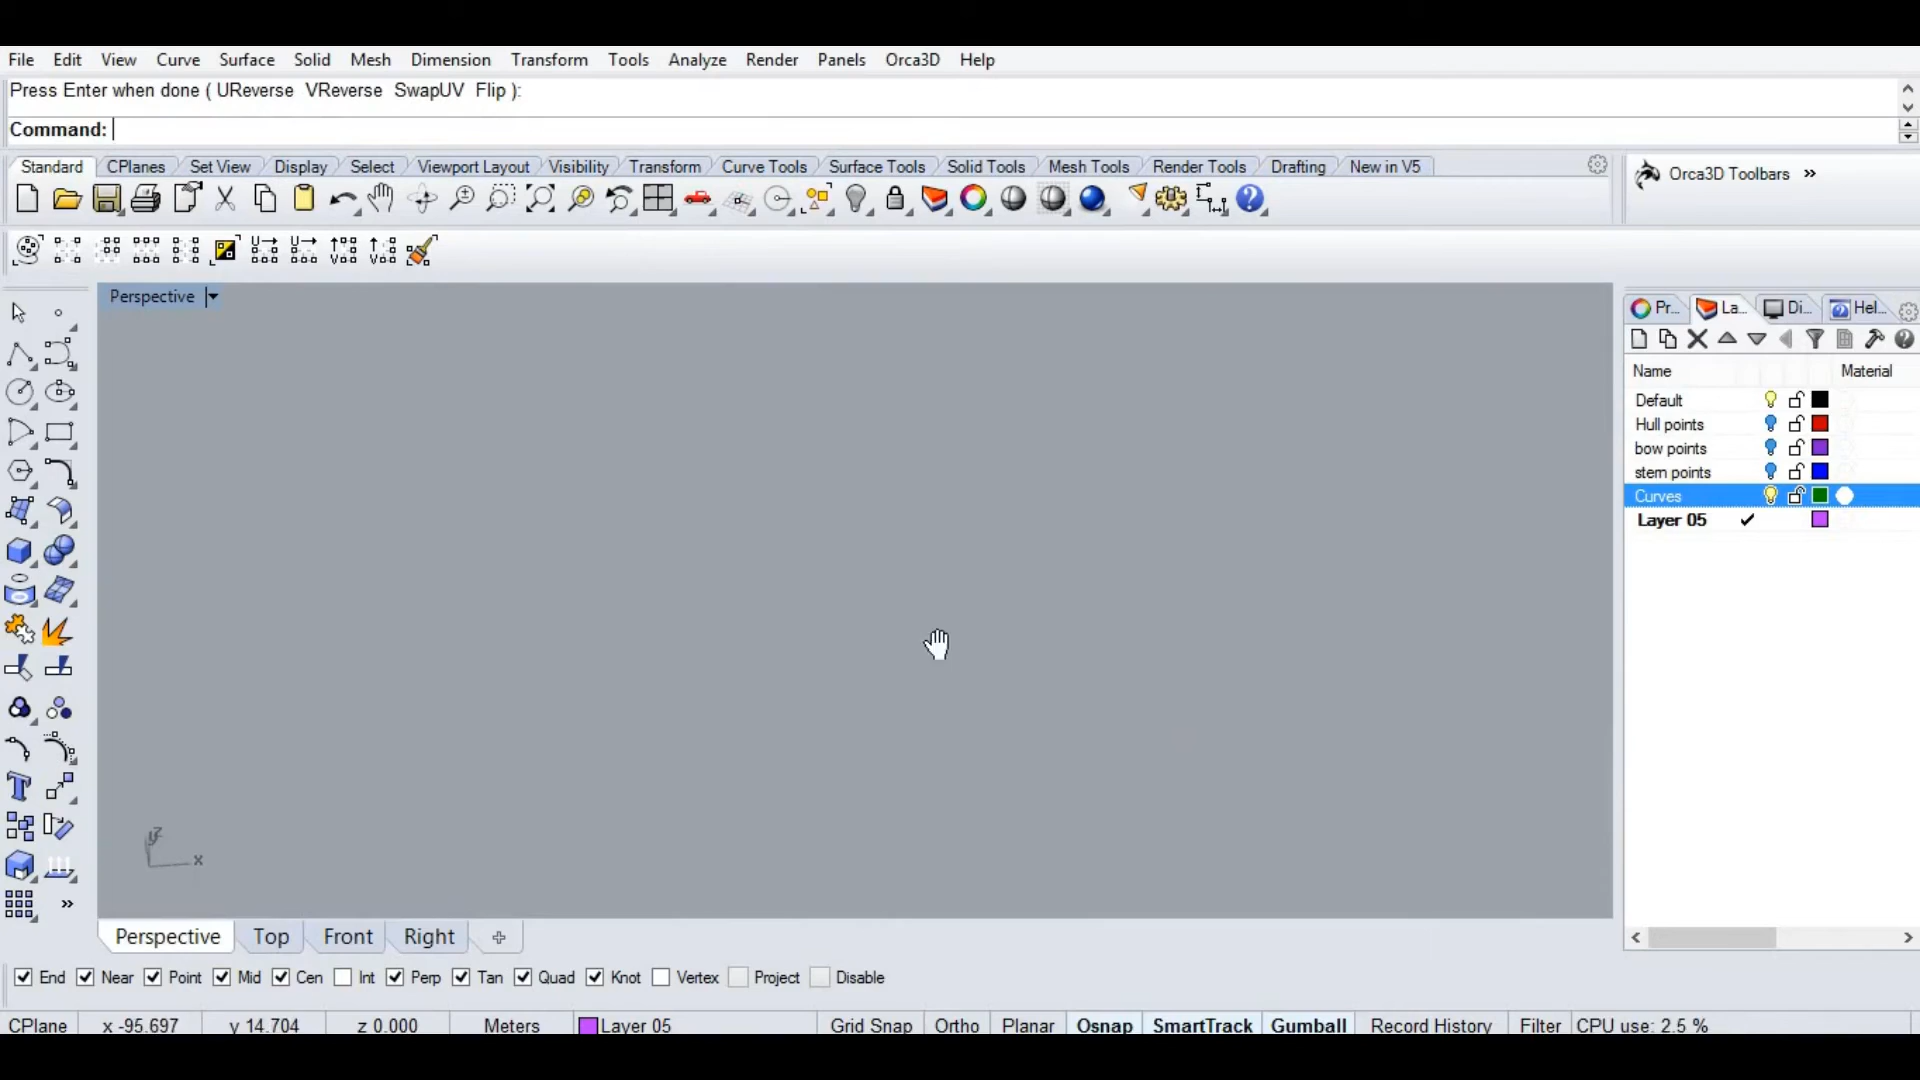 File Edit View Curve Surface Solid Mesh Dimension Transform Tools Analyze Render Panels Orca3D Help
Press Enter when done ( UReverse VReverse SwapUV Flip ):
Command:
Standard CPlanes Set View Display Select Viewport Layout Visibility Transform Curve Tools Surface Tools Solid Tools Mesh Tools Render Tools Drafting New in V5
Orca3D Toolbars »
Perspective
Pr... La... Di... Hel...
Name Material
Default
Hull points
bow points
stem points
Curves
Layer 05
z
y
x
Perspective Top Front Right
End Near Point Mid Cen Int Perp Tan Quad Knot Vertex Project Disable
CPlane x -95.697 y 14.704 z 0.000 Meters Layer 05 Grid Snap Ortho Planar Osnap SmartTrack Gumball Record History Filter CPU use: 2.5 %